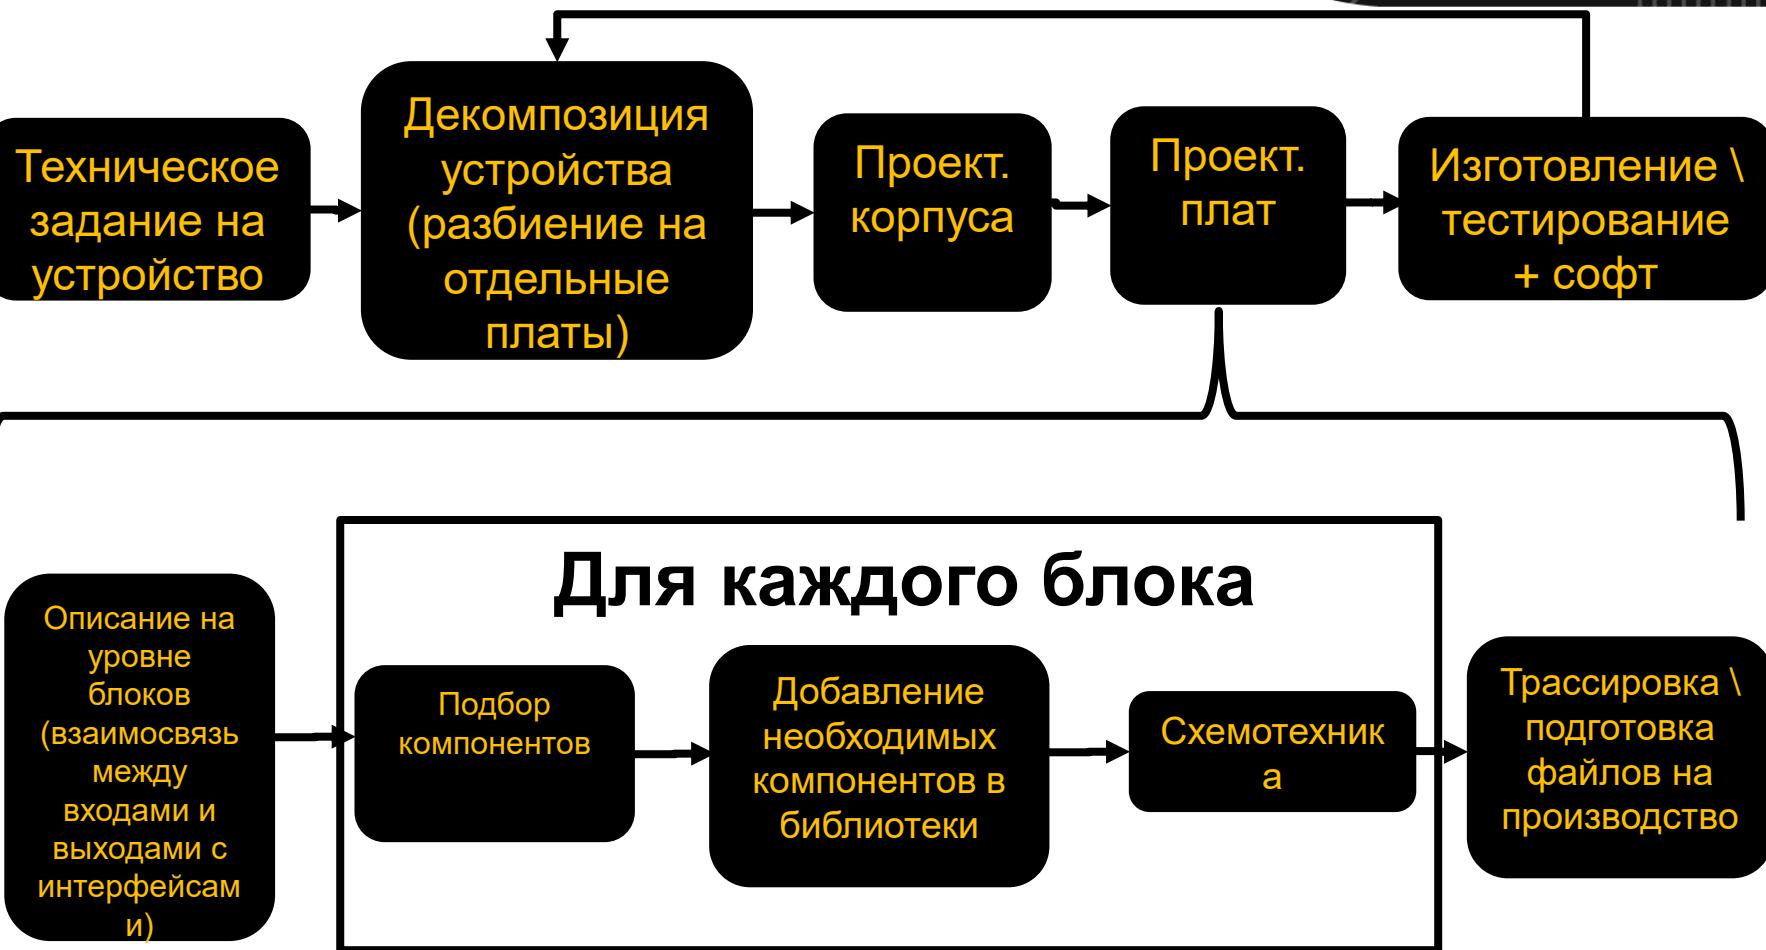 Техническое
задание на
устройство
Декомпозиция
устройства
(разбиение на
отдельные
платы)
Проект.
корпуса
Проект.
плат
Изготовление \
тестирование
+ софт
Для каждого блока
Описание на
уровне
блоков
(взаимосвязь
между
входами и
выходами с
интерфейсам
и)
Подбор
компонентов
Добавление
необходимых
компонентов в
библиотеки
Схемотехник
а
Трассировка \
подготовка
файлов на
производство